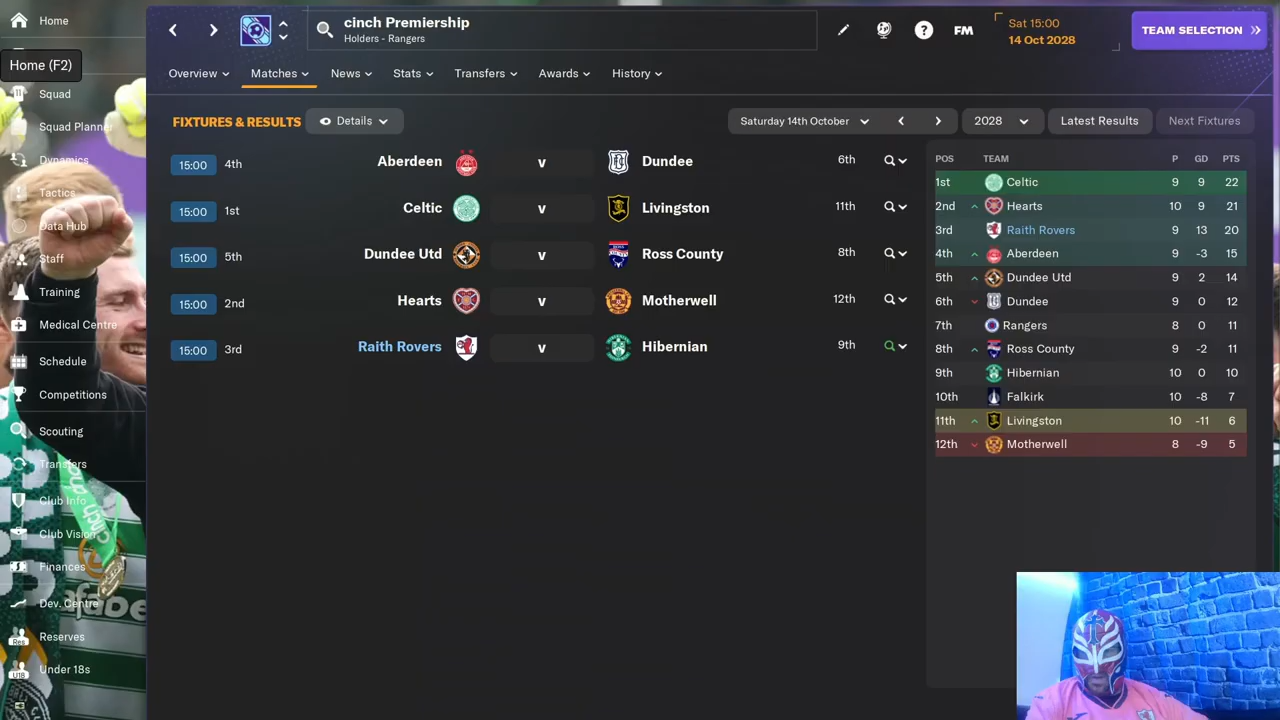 Home
Home (F2)
Squad
Squad Planner
Dynamics
Tactics
Data Hub
Staff
Training
Medical Centre
Schedule
Competitions
Scouting
Transfers
Club Info
Club Vision
Finances
Dev. Centre
Reserves
Under 18s
cinch Premiership
Holders - Rangers
FM
Sat 15:00
14 Oct 2028
TEAM SELECTION
Overview Matches News Stats Transfers Awards History
FIXTURES & RESULTS Details Saturday 14th October 2028 Latest Results Next Fixtures
15:00 4th Aberdeen v Dundee 6th
15:00 1st Celtic v Livingston 11th
15:00 5th Dundee Utd v Ross County 8th
15:00 2nd Hearts v Motherwell 12th
15:00 3rd Raith Rovers v Hibernian 9th
POS TEAM P GD PTS
1st Celtic 9 9 22
2nd Hearts 10 9 21
3rd Raith Rovers 9 13 20
4th Aberdeen 9 -3 15
5th Dundee Utd 9 2 14
6th Dundee 9 0 12
7th Rangers 8 0 11
8th Ross County 9 -2 11
9th Hibernian 10 0 10
10th Falkirk 10 -8 7
11th Livingston 10 -11 6
12th Motherwell 8 -9 5